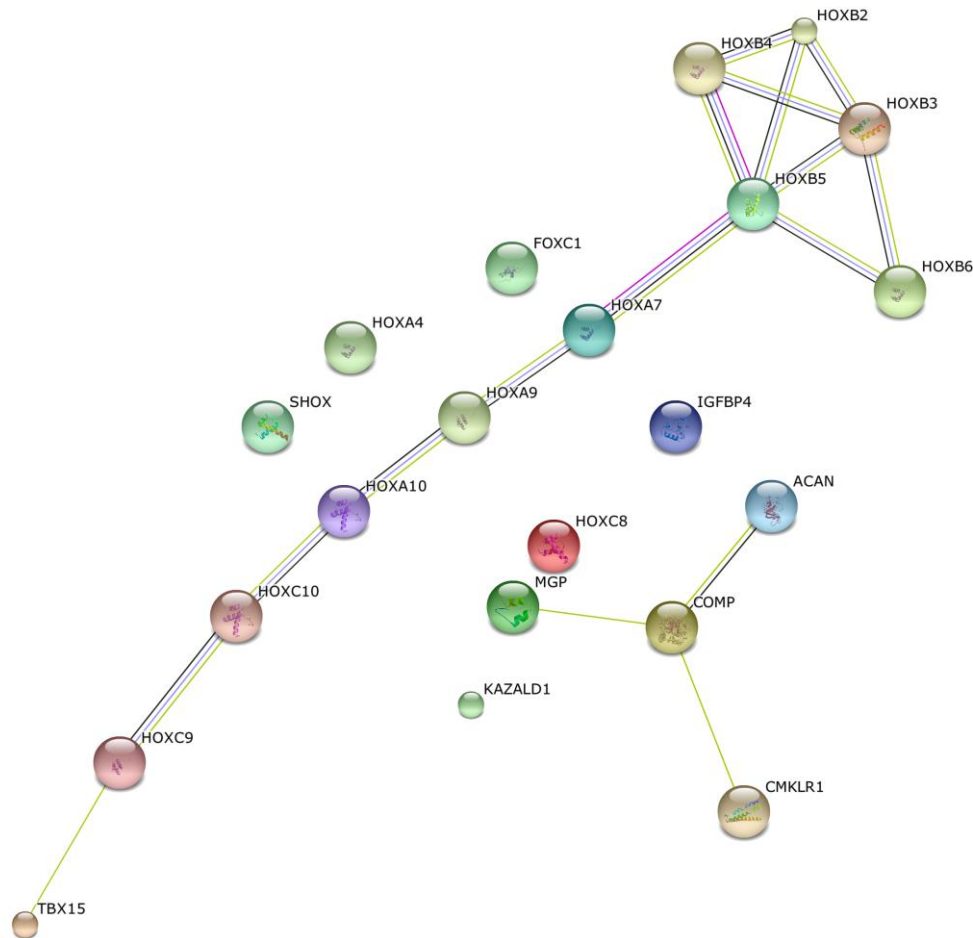 HOXB2
HOXB4
HOXB3
HOXB5
FOXC1
HOXB6
HOXA7
HOXA4
HOXA9
SHOX
IGFBP4
HOXA10
ACAN
HOXC8
HOXC10
MGP
COMP
KAZALD1
HOXC9
CMKLR1
TBX15